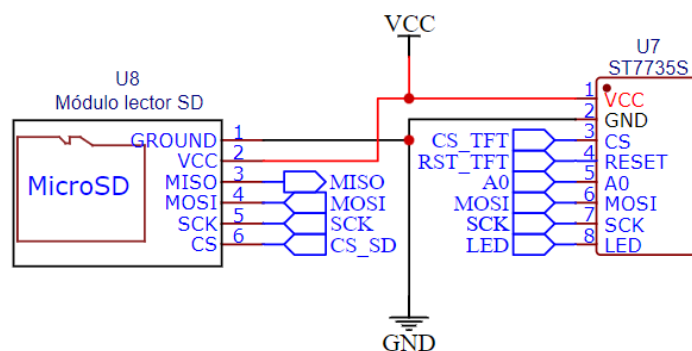 VCC
U8
Módulo lector SD
MicroSD
GROUND 1
VCC 2
MISO 3 MISO
MOSI 4 MOSI
SCK 5 SCK
CS 6 CS_SD
GND
U7
ST7735S
1 VCC
2 GND
CS_TFT 3 CS
RST_TFT 4 RESET
A0 5 A0
MOSI 6 MOSI
SCK 7 SCK
LED 8 LED